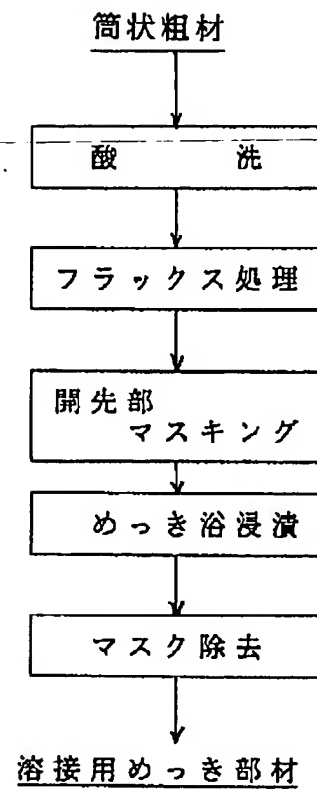 筒状粗材
酸 洗
フラックス処理
開先部
マスキング
めっき浴浸漬
マスク除去
溶接用めっき部材